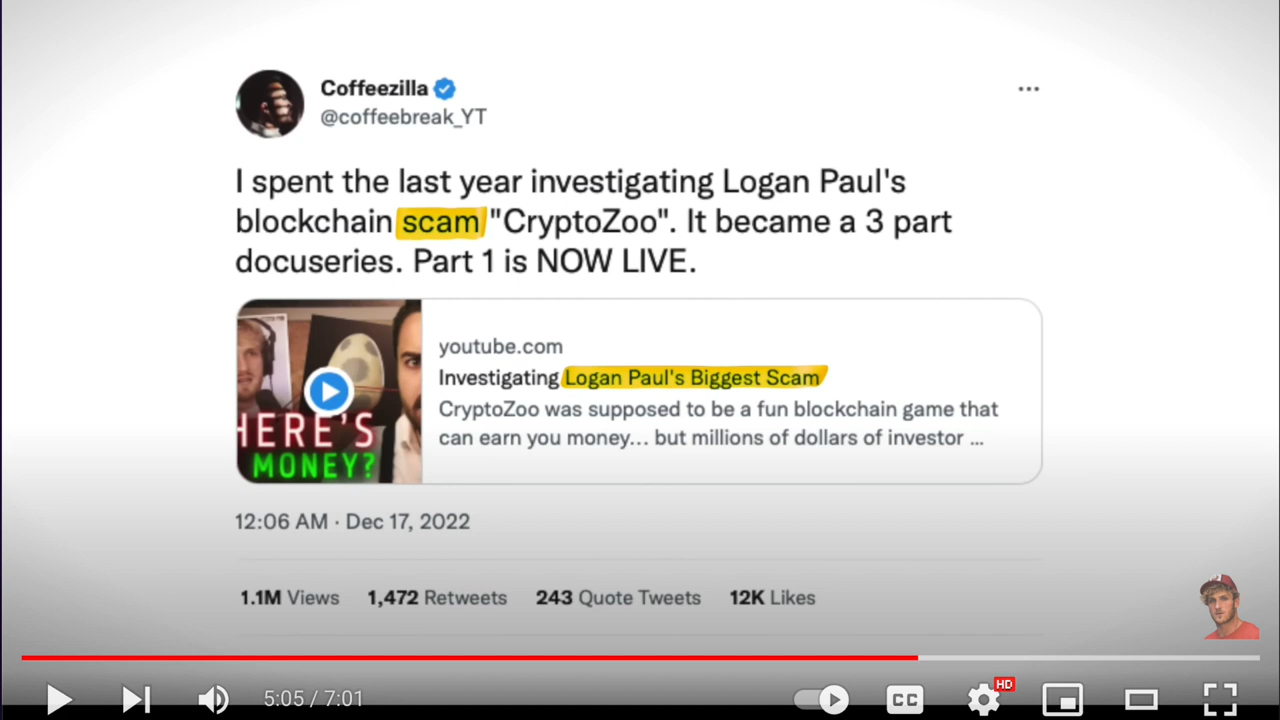 Coffeezilla
@coffeebreak_YT
I spent the last year investigating Logan Paul's
blockchain scam "CryptoZoo". It became a 3 part
docuseries. Part 1 is NOW LIVE.
HERE'S
MONEY?
youtube.com
Investigating Logan Paul's Biggest Scam
CryptoZoo was supposed to be a fun blockchain game that
can earn you money... but millions of dollars of investor ...
12:06 AM · Dec 17, 2022
1.1M Views 1,472 Retweets 243 Quote Tweets 12K Likes
5:05 / 7:01
CC
HD